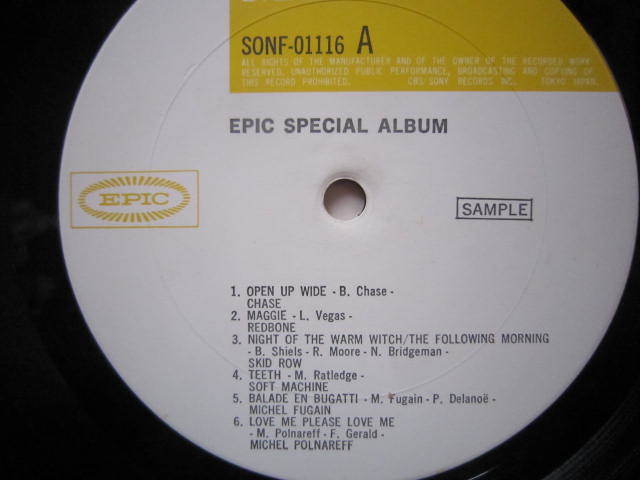 SONF-01116 A
ALL RIGHTS OF THE MANUFACTURER AND OF THE OWNER OF THE RECORDED WORK
RESERVED. UNAUTHORIZED PUBLIC PERFORMANCE, BROADCASTING AND COPYING OF
THIS RECORD PROHIBITED. CBS/SONY RECORDS INC. TOKYO JAPAN.
EPIC SPECIAL ALBUM
EPIC
SAMPLE
1. OPEN UP WIDE - B. Chase -
CHASE
2. MAGGIE - L. Vegas -
REDBONE
3. NIGHT OF THE WARM WITCH/THE FOLLOWING MORNING
- B. Shiels - R. Moore - N. Bridgeman -
SKID ROW
4. TEETH - M. Ratledge -
SOFT MACHINE
5. BALADE EN BUGATTI - M. Fugain - P. Delanoë -
MICHEL FUGAIN
6. LOVE ME PLEASE LOVE ME
- M. Polnareff - F. Gerald -
MICHEL POLNAREFF